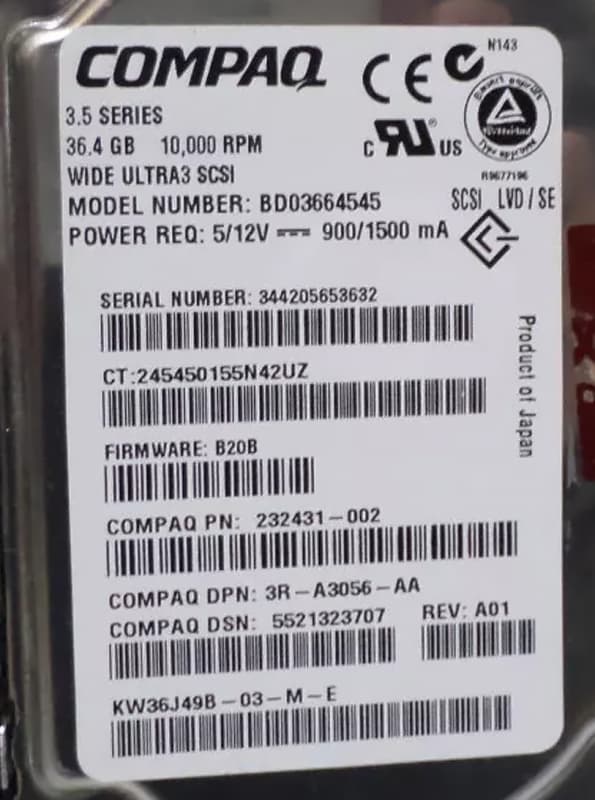 COMPAQ
N143
3.5 SERIES
36.4 GB 10,000 RPM
C US
WIDE ULTRA3 SCSI
R9677196
MODEL NUMBER: BD03664545
SCSI LVD/SE
POWER REQ: 5/12V 900/1500 mA
SERIAL NUMBER: 344205653632
Product of Japan
CT:245450155N42UZ
FIRMWARE: B20B
COMPAQ PN: 232431-002
COMPAQ DPN: 3R-A3056-AA
COMPAQ DSN: 5521323707 REV: A01
KW36J49B-03-M-E